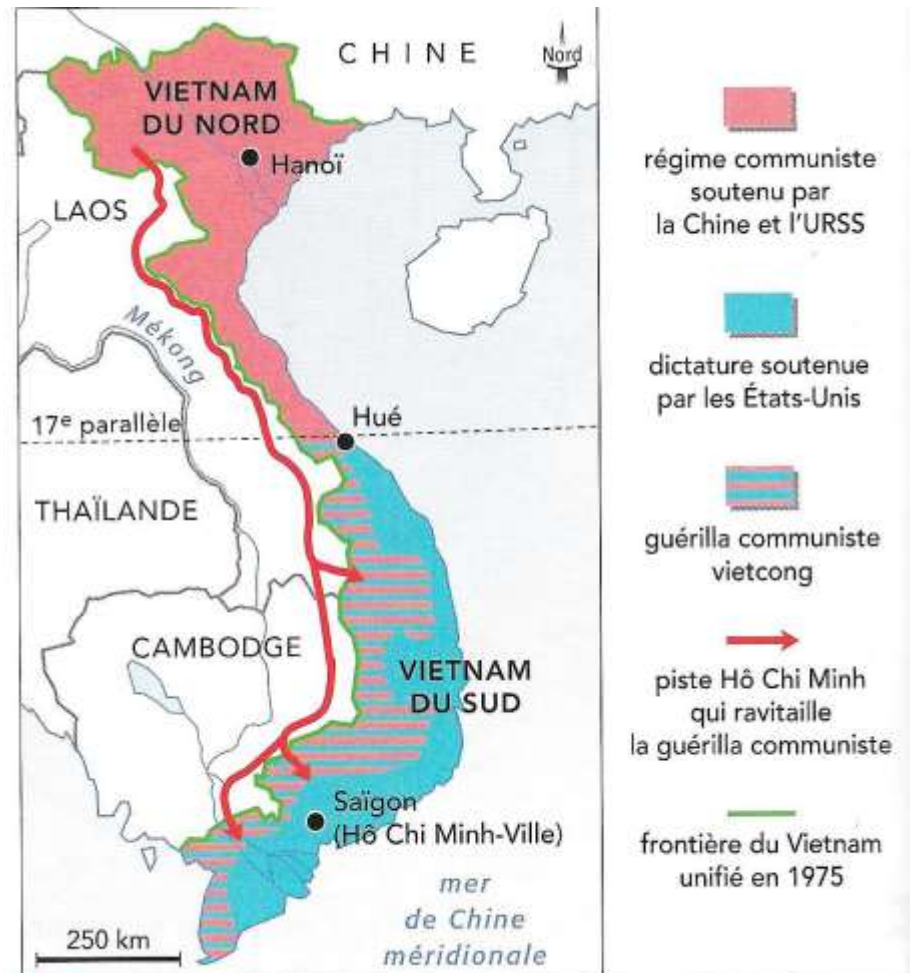 CHINE
Nord
VIETNAM
DU NORD
Hanoï
LAOS
Mékong
Hué
17e parallèle
THAÏLANDE
CAMBODGE
VIETNAM
DU SUD
Saïgon
(Hô Chi Minh-Ville)
mer
de Chine
méridionale
250 km
régime communiste
soutenu par
la Chine et l'URSS
dictature soutenue
par les États-Unis
guérilla communiste
vietcong
piste Hô Chi Minh
qui ravitaille
la guérilla communiste
frontière du Vietnam
unifié en 1975